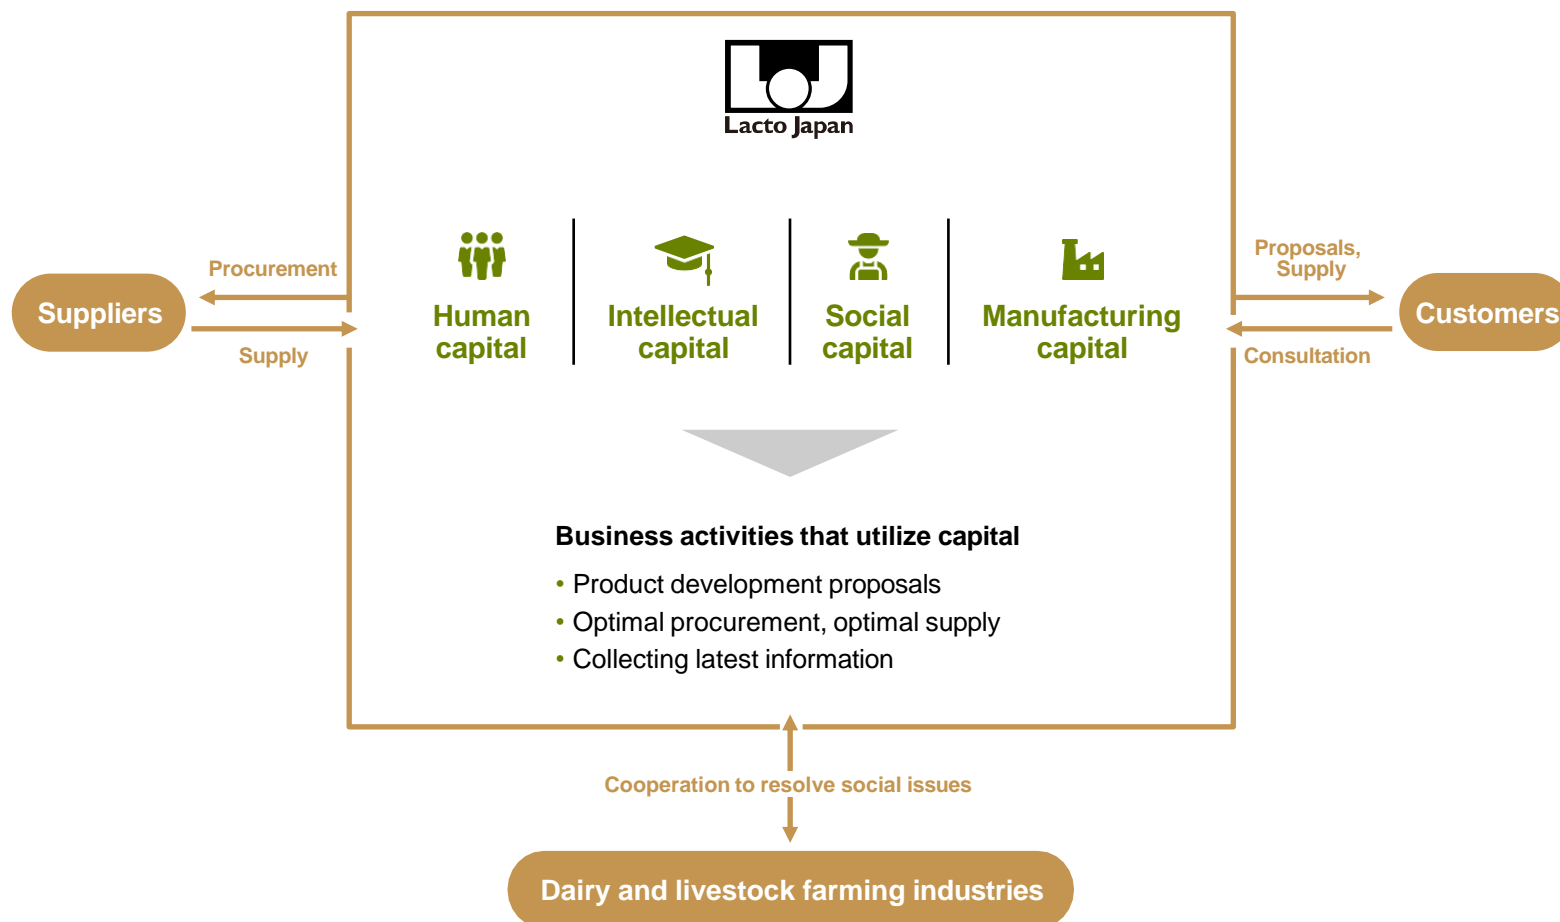 Lacto Japan
Procurement
Suppliers
Supply
Human
capital
Intellectual
capital
Social
capital
Manufacturing
capital
Proposals,
Supply
Customers
Consultation
Business activities that utilize capital
• Product development proposals
• Optimal procurement, optimal supply
• Collecting latest information
Cooperation to resolve social issues
Dairy and livestock farming industries